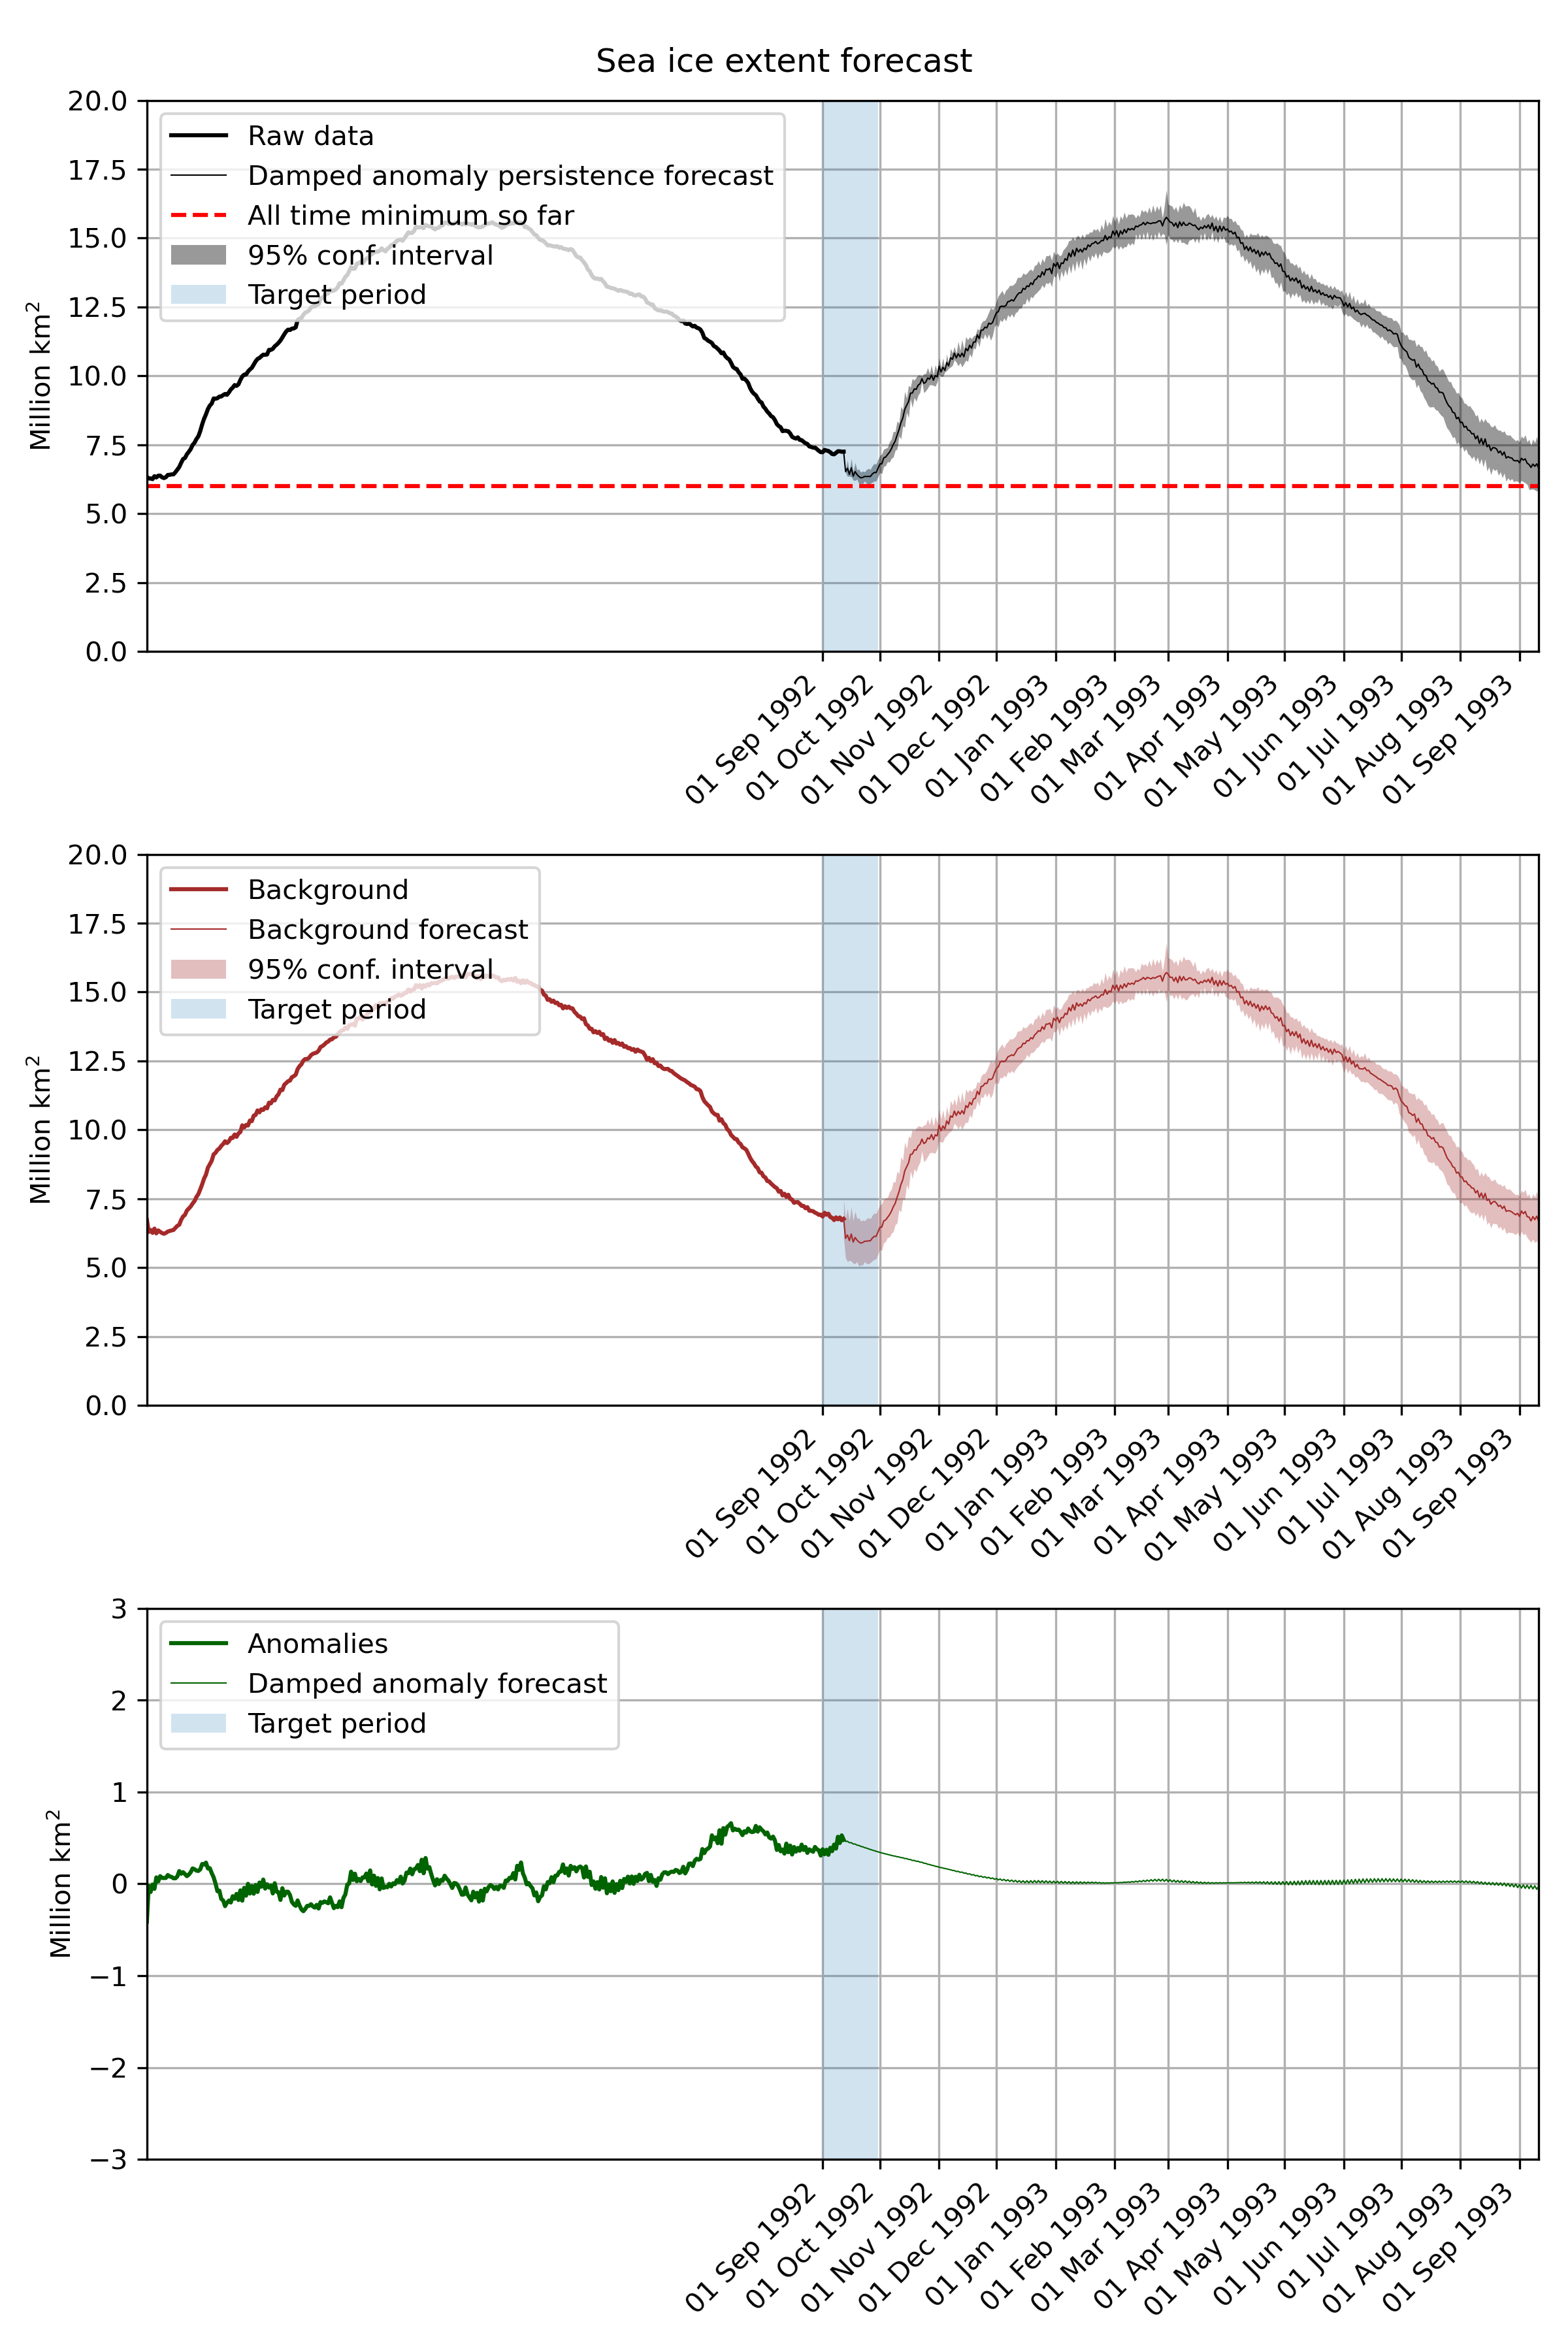 Sea ice extent forecast
20.0
17.5
15.0
12.5
10.0
7.5
5.0
2.5
0.0
Million km²
Raw data
Damped anomaly persistence forecast
All time minimum so far
95% conf. interval
Target period
01 Sep 1992
01 Oct 1992
01 Nov 1992
01 Dec 1992
01 Jan 1993
01 Feb 1993
01 Mar 1993
01 Apr 1993
01 May 1993
01 Jun 1993
01 Jul 1993
01 Aug 1993
01 Sep 1993
20.0
17.5
15.0
12.5
10.0
7.5
5.0
2.5
0.0
Million km²
Background
Background forecast
95% conf. interval
Target period
01 Sep 1992
01 Oct 1992
01 Nov 1992
01 Dec 1992
01 Jan 1993
01 Feb 1993
01 Mar 1993
01 Apr 1993
01 May 1993
01 Jun 1993
01 Jul 1993
01 Aug 1993
01 Sep 1993
3
2
1
0
−1
−2
−3
Million km²
Anomalies
Damped anomaly forecast
Target period
01 Sep 1992
01 Oct 1992
01 Nov 1992
01 Dec 1992
01 Jan 1993
01 Feb 1993
01 Mar 1993
01 Apr 1993
01 May 1993
01 Jun 1993
01 Jul 1993
01 Aug 1993
01 Sep 1993